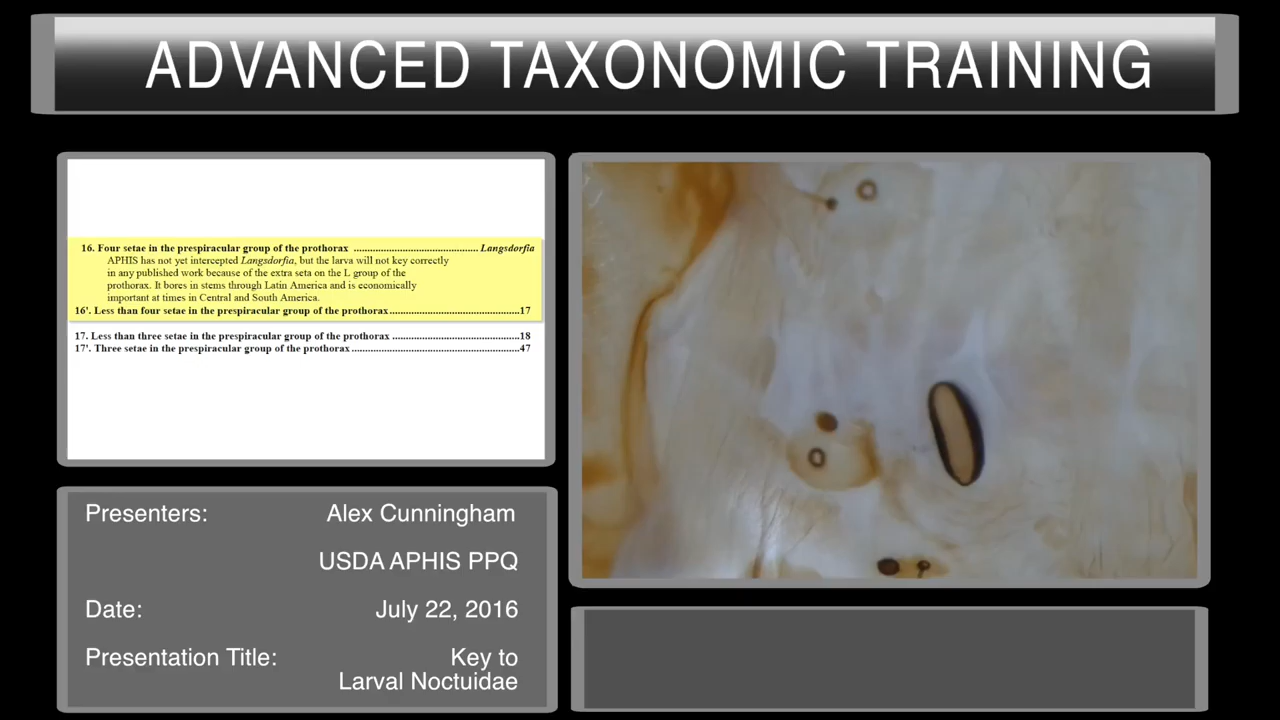 ADVANCED TAXONOMIC TRAINING
16. Four setae in the prespiracular group of the prothorax ............................................ Langsdorfia
APHIS has not yet intercepted Langsdorfia, but the larva will not key correctly
in any published work because of the extra seta on the L group of the
prothorax. It bores in stems through Latin America and is economically
important at times in Central and South America.
16'. Less than four setae in the prespiracular group of the prothorax..............................................17
17. Less than three setae in the prespiracular group of the prothorax .............................................18
17'. Three setae in the prespiracular group of the prothorax...............................................................47
Presenters: Alex Cunningham
USDA APHIS PPQ
Date: July 22, 2016
Presentation Title: Key to
Larval Noctuidae